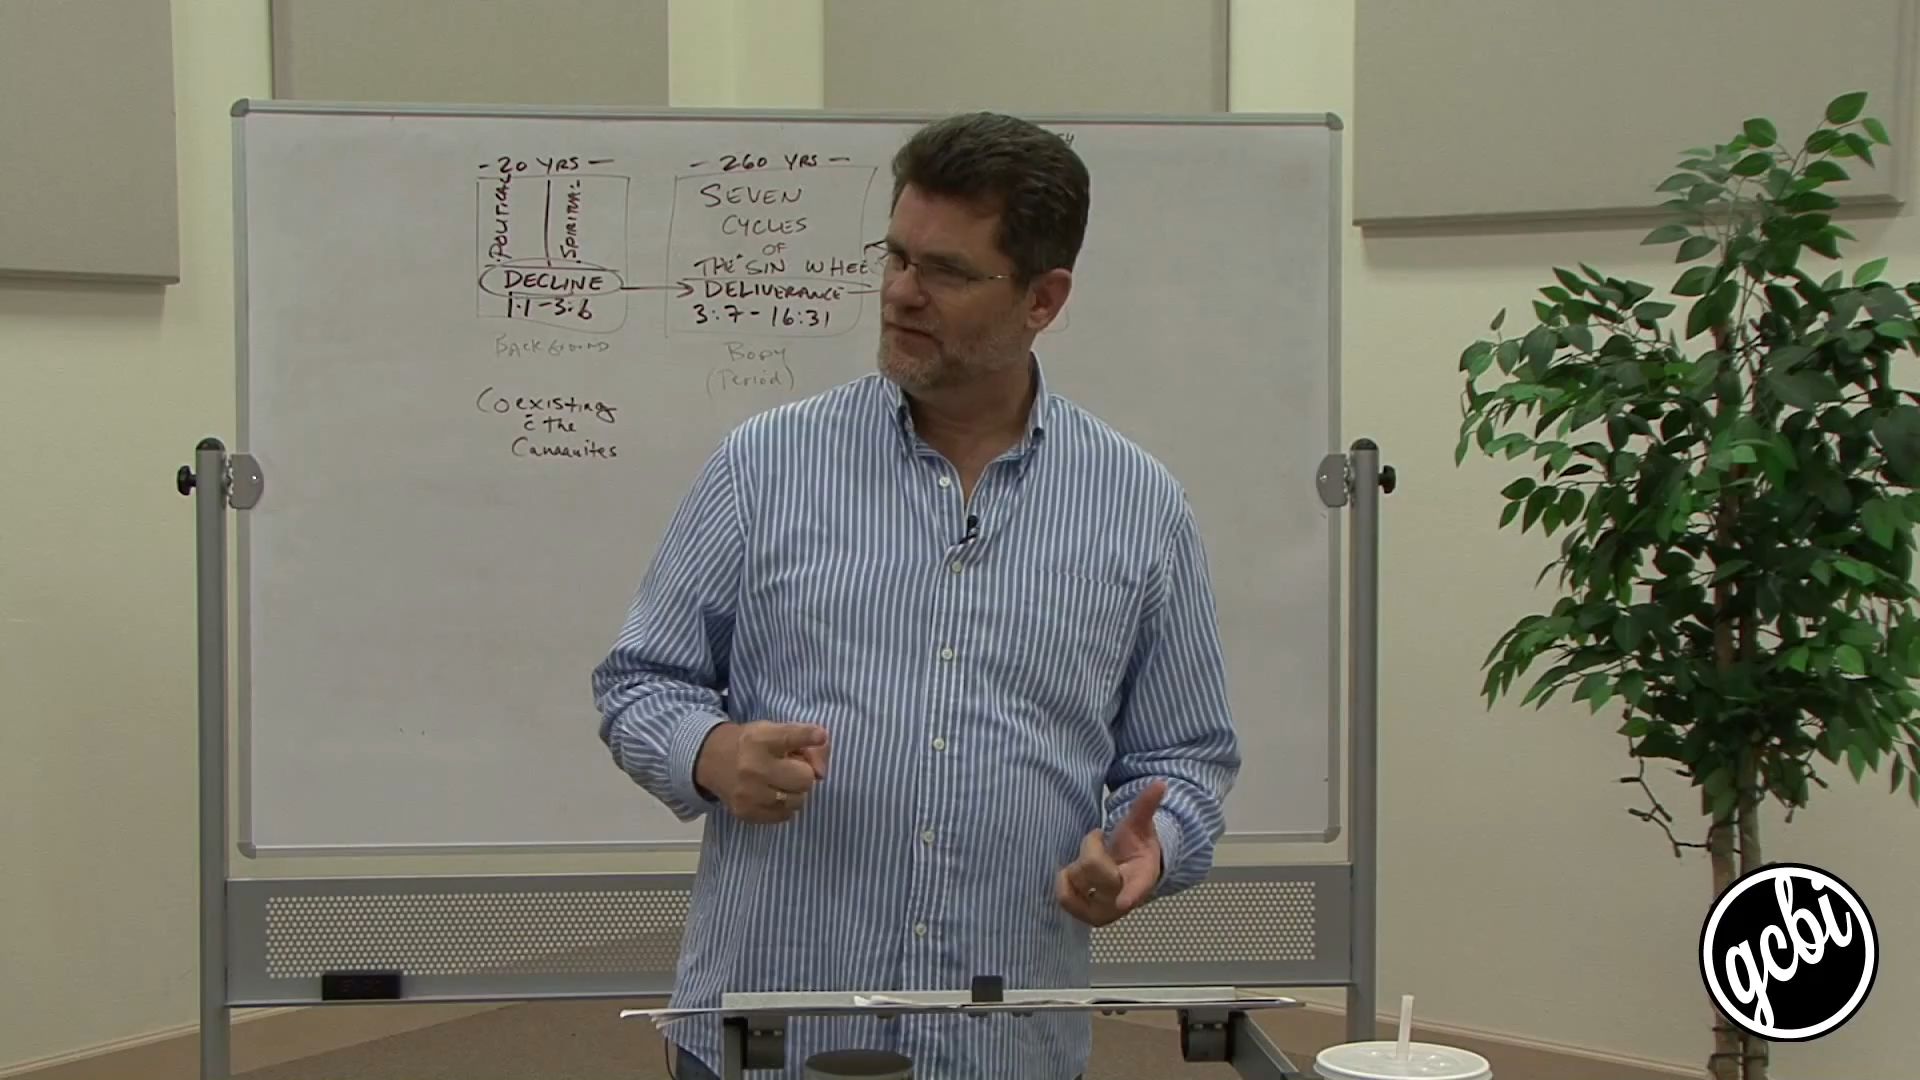 - 20 YRS -
POLITICAL
SPIRITUAL
DECLINE
1:1-3:6
BACKGROUND
Coexisting
c̄ the
Canaanites
- 260 YRS -
SEVEN
CYCLES
OF
THE "SIN WHEE
DELIVERANCE
3:7 - 16:31
Body
(Period)
gcbi